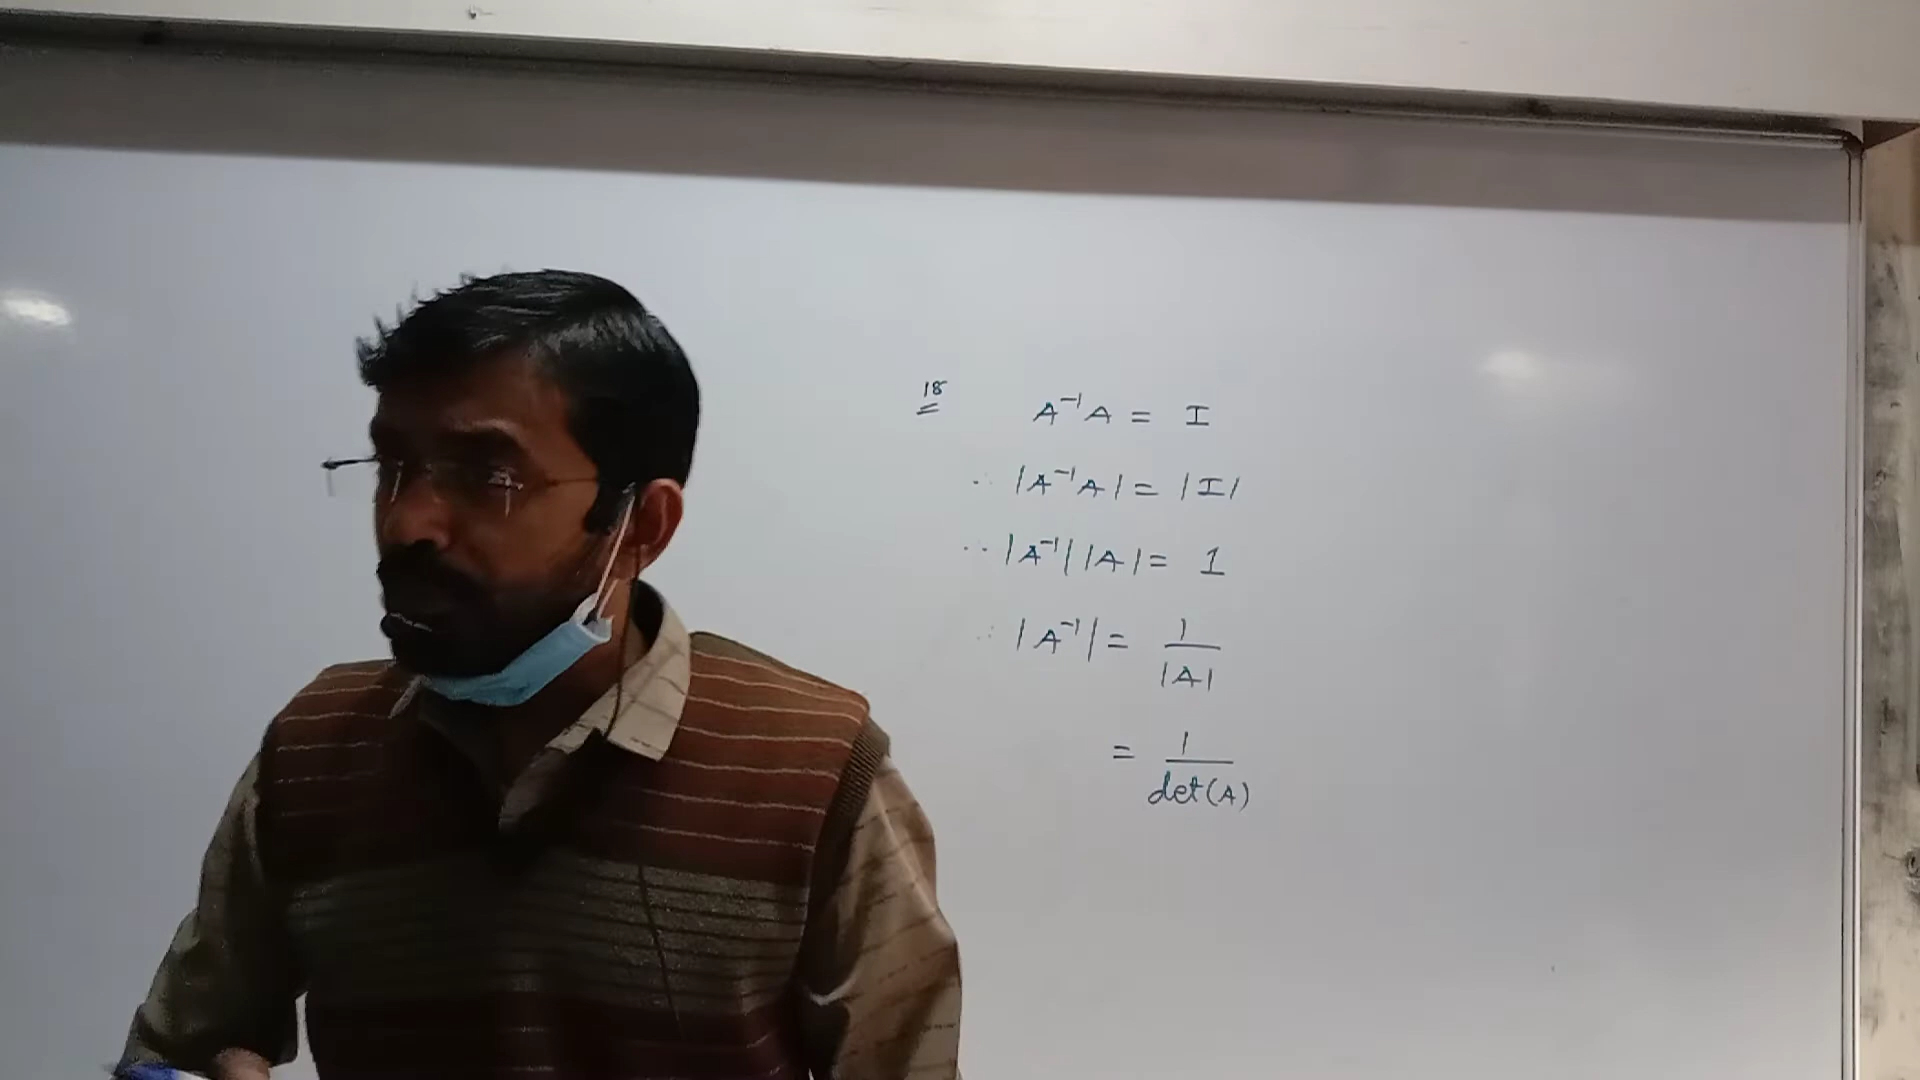 18
A⁻¹A = I
∴ |A⁻¹A| = |I|
∴ |A⁻¹| |A| = 1
∴ |A⁻¹| = 1/|A|
= 1/det(A)